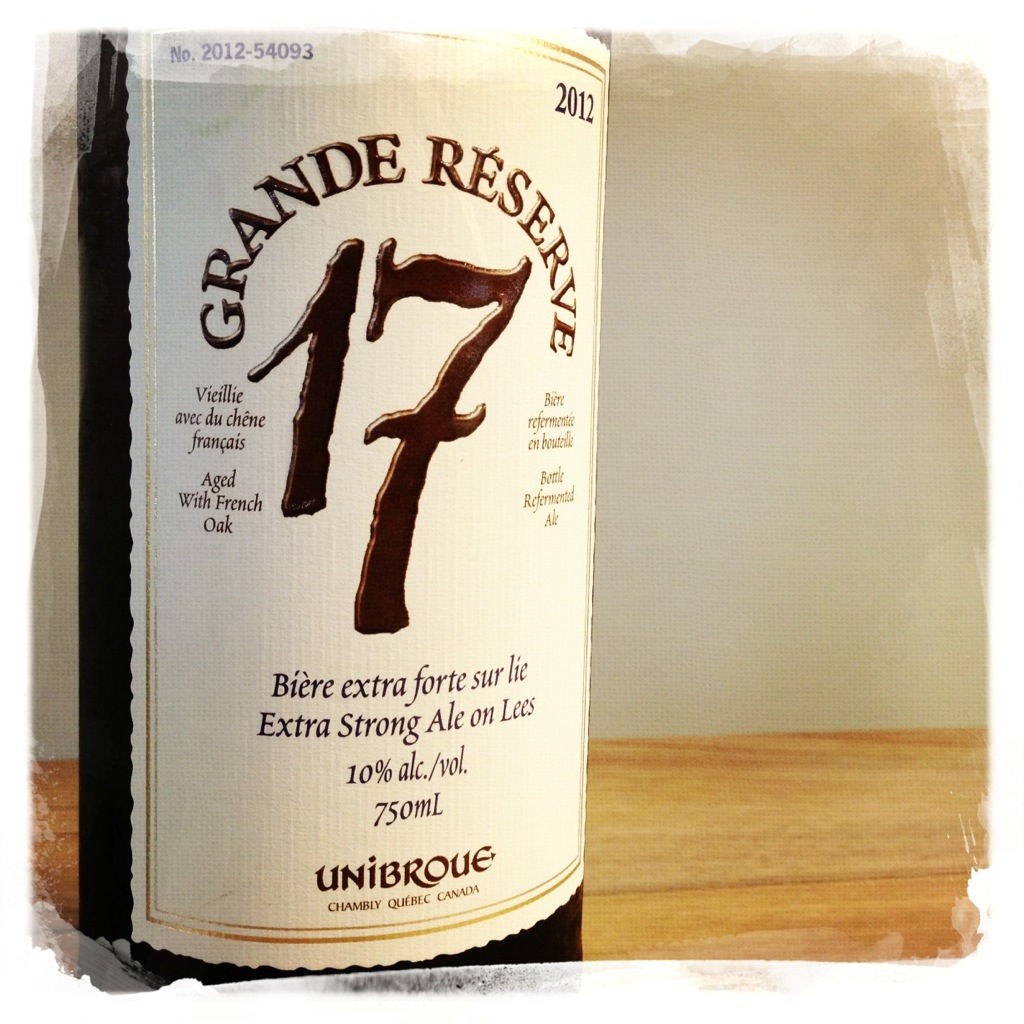 No. 2012-54093
2012
GRANDE RÉSERVE
17
Vieillie
avec du chêne
français
Aged
With French
Oak
Bière
refermentée
en bouteille
Bottle
Refermented
Ale
Bière extra forte sur lie
Extra Strong Ale on Lees
10% alc./vol.
750mL
UNIBROUE
CHAMBLY QUÉBEC CANADA